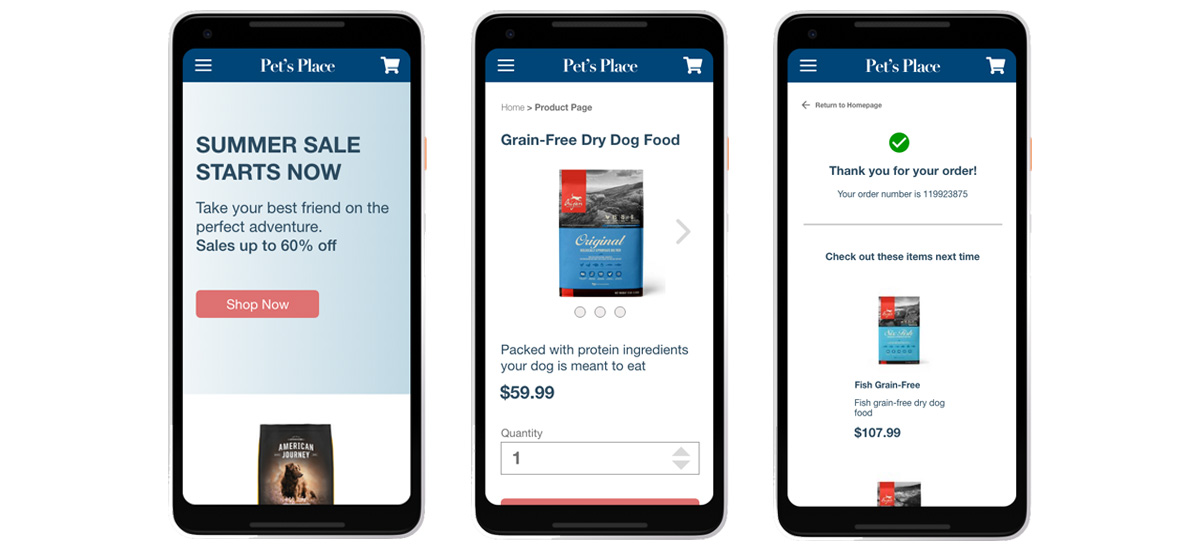 Pet's Place
SUMMER SALE
STARTS NOW
Take your best friend on the
perfect adventure.
Sales up to 60% off
Shop Now
AMERICAN
JOURNEY
Pet's Place
Home > Product Page
Grain-Free Dry Dog Food
Orijen
Original
Packed with protein ingredients
your dog is meant to eat
$59.99
Quantity
1
Pet's Place
Return to Homepage
Thank you for your order!
Your order number is 119923875
Check out these items next time
Six Fish
Fish Grain-Free
Fish grain-free dry dog
food
$107.99